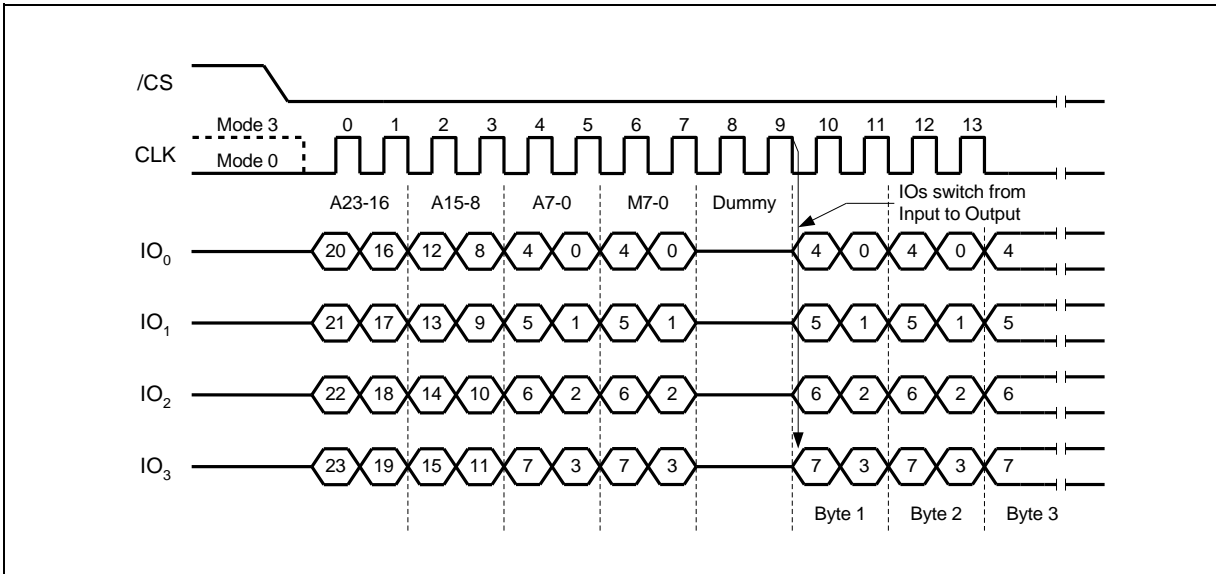 /CS
Mode 3 0 1 2 3 4 5 6 7 8 9 10 11 12 13
CLK Mode 0
A23-16 A15-8 A7-0 M7-0 Dummy
IOs switch from
Input to Output
IO0 20 16 12 8 4 0 4 0 4 0 4 0 4
IO1 21 17 13 9 5 1 5 1 5 1 5 1 5
IO2 22 18 14 10 6 2 6 2 6 2 6 2 6
IO3 23 19 15 11 7 3 7 3 7 3 7 3 7
Byte 1 Byte 2 Byte 3